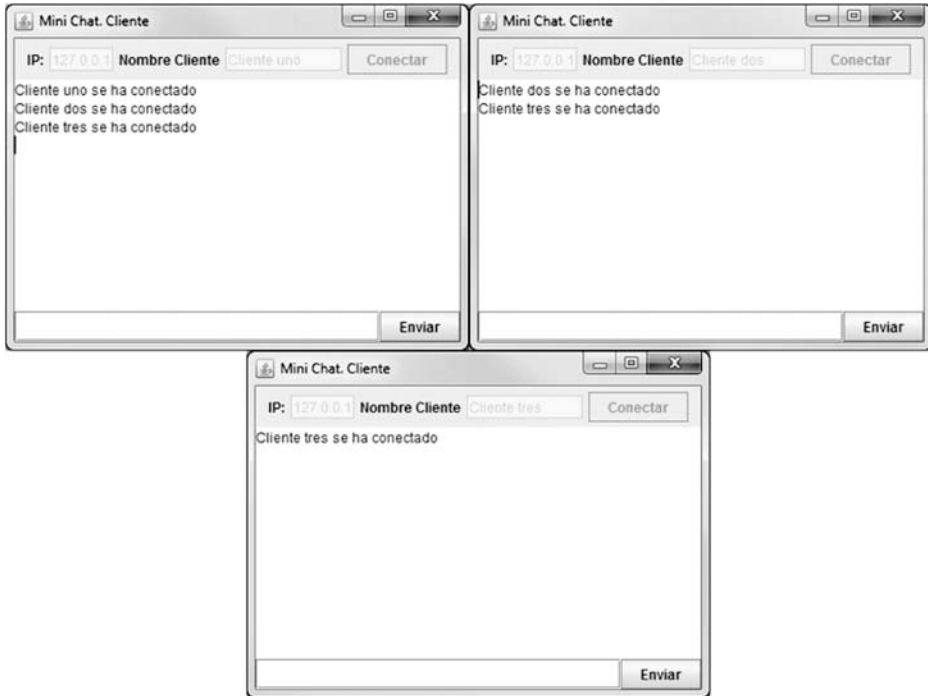 Mini Chat. Cliente
IP: 127.0.0.1 Nombre Cliente Cliente uno Conectar
Cliente uno se ha conectado
Cliente dos se ha conectado
Cliente tres se ha conectado
Enviar
Mini Chat. Cliente
IP: 127.0.0.1 Nombre Cliente Cliente dos Conectar
Cliente dos se ha conectado
Cliente tres se ha conectado
Enviar
Mini Chat. Cliente
IP: 127.0.0.1 Nombre Cliente Cliente tres Conectar
Cliente tres se ha conectado
Enviar